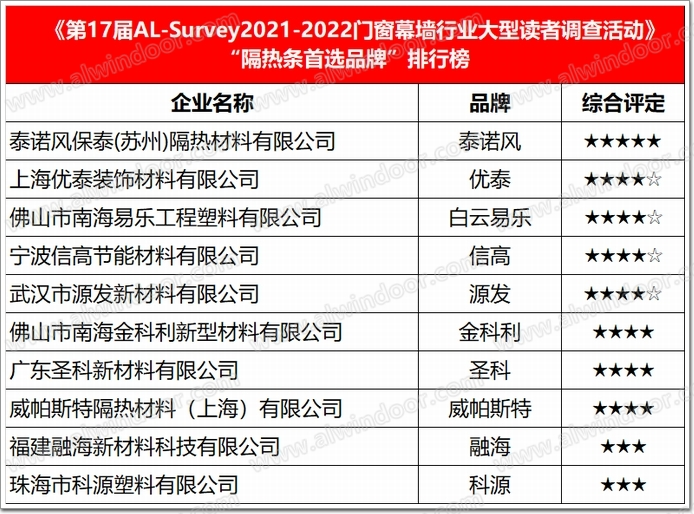 《第17届AL-Survey2021-2022门窗幕墙行业大型读者调查活动》
“隔热条首选品牌”排行榜
企业名称 品牌 综合评定
泰诺风保泰(苏州)隔热材料有限公司 泰诺风 ★★★★★
上海优泰装饰材料有限公司 优泰 ★★★★☆
佛山市南海易乐工程塑料有限公司 白云易乐 ★★★★☆
宁波信高节能材料有限公司 信高 ★★★★☆
武汉市源发新材料有限公司 源发 ★★★★☆
佛山市南海金科利新型材料有限公司 金科利 ★★★★
广东圣科新材料有限公司 圣科 ★★★★
威帕斯特隔热材料（上海）有限公司 威帕斯特 ★★★★
福建融海新材料科技有限公司 融海 ★★★
珠海市科源塑料有限公司 科源 ★★★
www.alwindoor.com